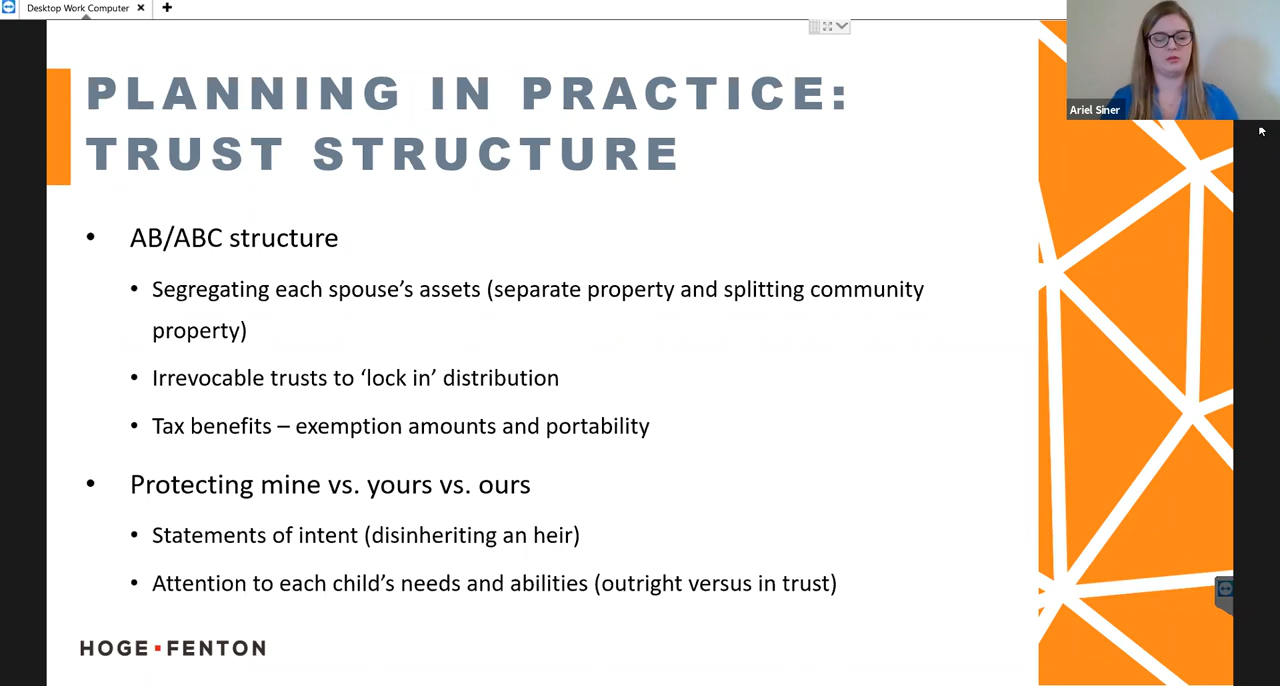 Desktop Work Computer
Ariel Siner
PLANNING IN PRACTICE:
TRUST STRUCTURE
• AB/ABC structure
• Segregating each spouse’s assets (separate property and splitting community
property)
• Irrevocable trusts to ‘lock in’ distribution
• Tax benefits – exemption amounts and portability
• Protecting mine vs. yours vs. ours
• Statements of intent (disinheriting an heir)
• Attention to each child’s needs and abilities (outright versus in trust)
HOGE FENTON